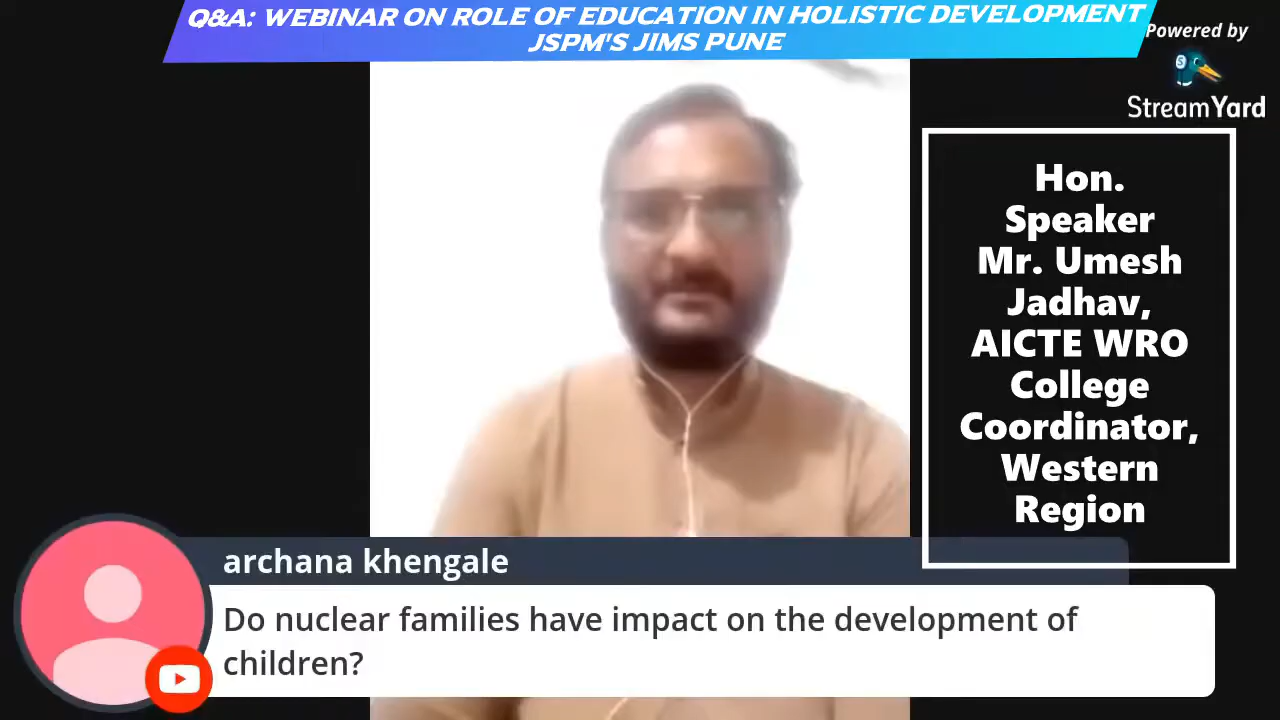 Q&A: WEBINAR ON ROLE OF EDUCATION IN HOLISTIC DEVELOPMENT
JSPM'S JIMS PUNE
Powered by
S
StreamYard
Hon.
Speaker
Mr. Umesh
Jadhav,
AICTE WRO
College
Coordinator,
Western
Region
archana khengale
Do nuclear families have impact on the development of
children?